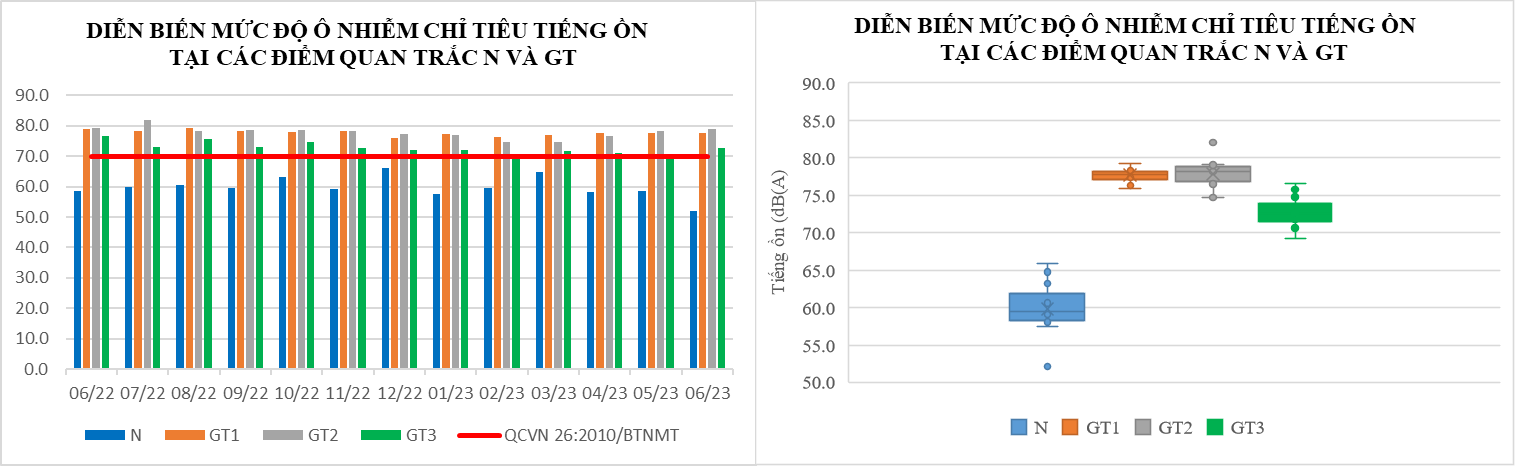 DIỄN BIẾN MỨC ĐỘ Ô NHIỄM CHỈ TIÊU TIẾNG ỒN
TẠI CÁC ĐIỂM QUAN TRẮC N VÀ GT
90.0
80.0
70.0
60.0
50.0
40.0
30.0
20.0
10.0
0.0
06/22 07/22 08/22 09/22 10/22 11/22 12/22 01/23 02/23 03/23 04/23 05/23 06/23
N GT1 GT2 GT3 QCVN 26:2010/BTNMT
DIỄN BIẾN MỨC ĐỘ Ô NHIỄM CHỈ TIÊU TIẾNG ỒN
TẠI CÁC ĐIỂM QUAN TRẮC N VÀ GT
Tiếng ồn (dB(A)
90.0
85.0
80.0
75.0
70.0
65.0
60.0
55.0
50.0
N GT1 GT2 GT3